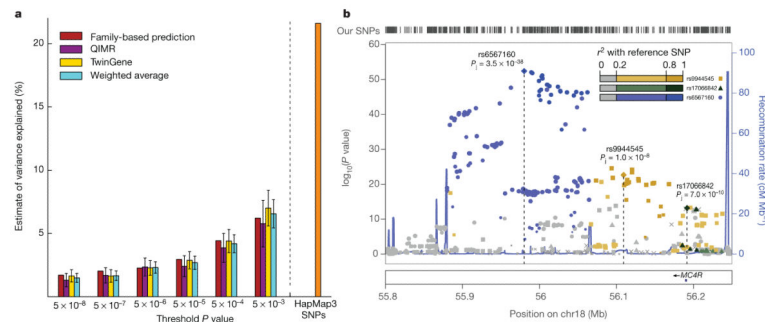 a
20
15
10
5
Estimate of variance explained (%)
Family-based prediction
QIMR
TwinGene
Weighted average
5 × 10⁻⁸
5 × 10⁻⁷
5 × 10⁻⁶
5 × 10⁻⁵
5 × 10⁻⁴
5 × 10⁻³
HapMap3
SNPs
Threshold P value
b
Our SNPs
60
50
40
30
20
10
0
log₁₀(P value)
rs6567160
Pⱼ = 3.5 × 10⁻³⁸
r² with reference SNP
0 0.2 0.8 1
rs9944545
rs17066842
rs6567160
rs9944545
Pⱼ = 1.0 × 10⁻⁸
rs17066842
Pⱼ = 7.0 × 10⁻¹⁰
100
80
60
40
20
0
Recombination rate (cM Mb⁻¹)
←MC4R
55.8
55.9
56
56.1
56.2
Position on chr18 (Mb)